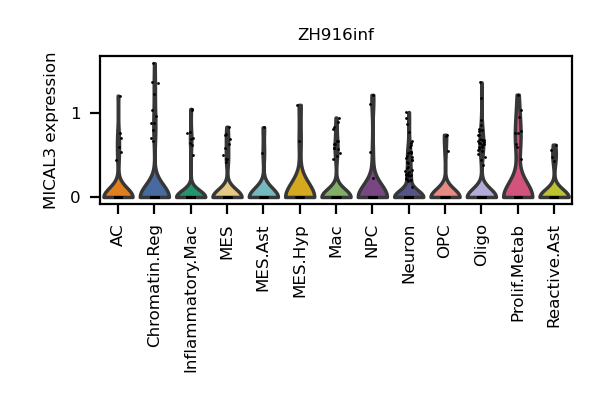 ZH916inf
MICAL3 expression
1
0
AC
Chromatin.Reg
Inflammatory.Mac
MES
MES.Ast
MES.Hyp
Mac
NPC
Neuron
OPC
Oligo
Prolif.Metab
Reactive.Ast